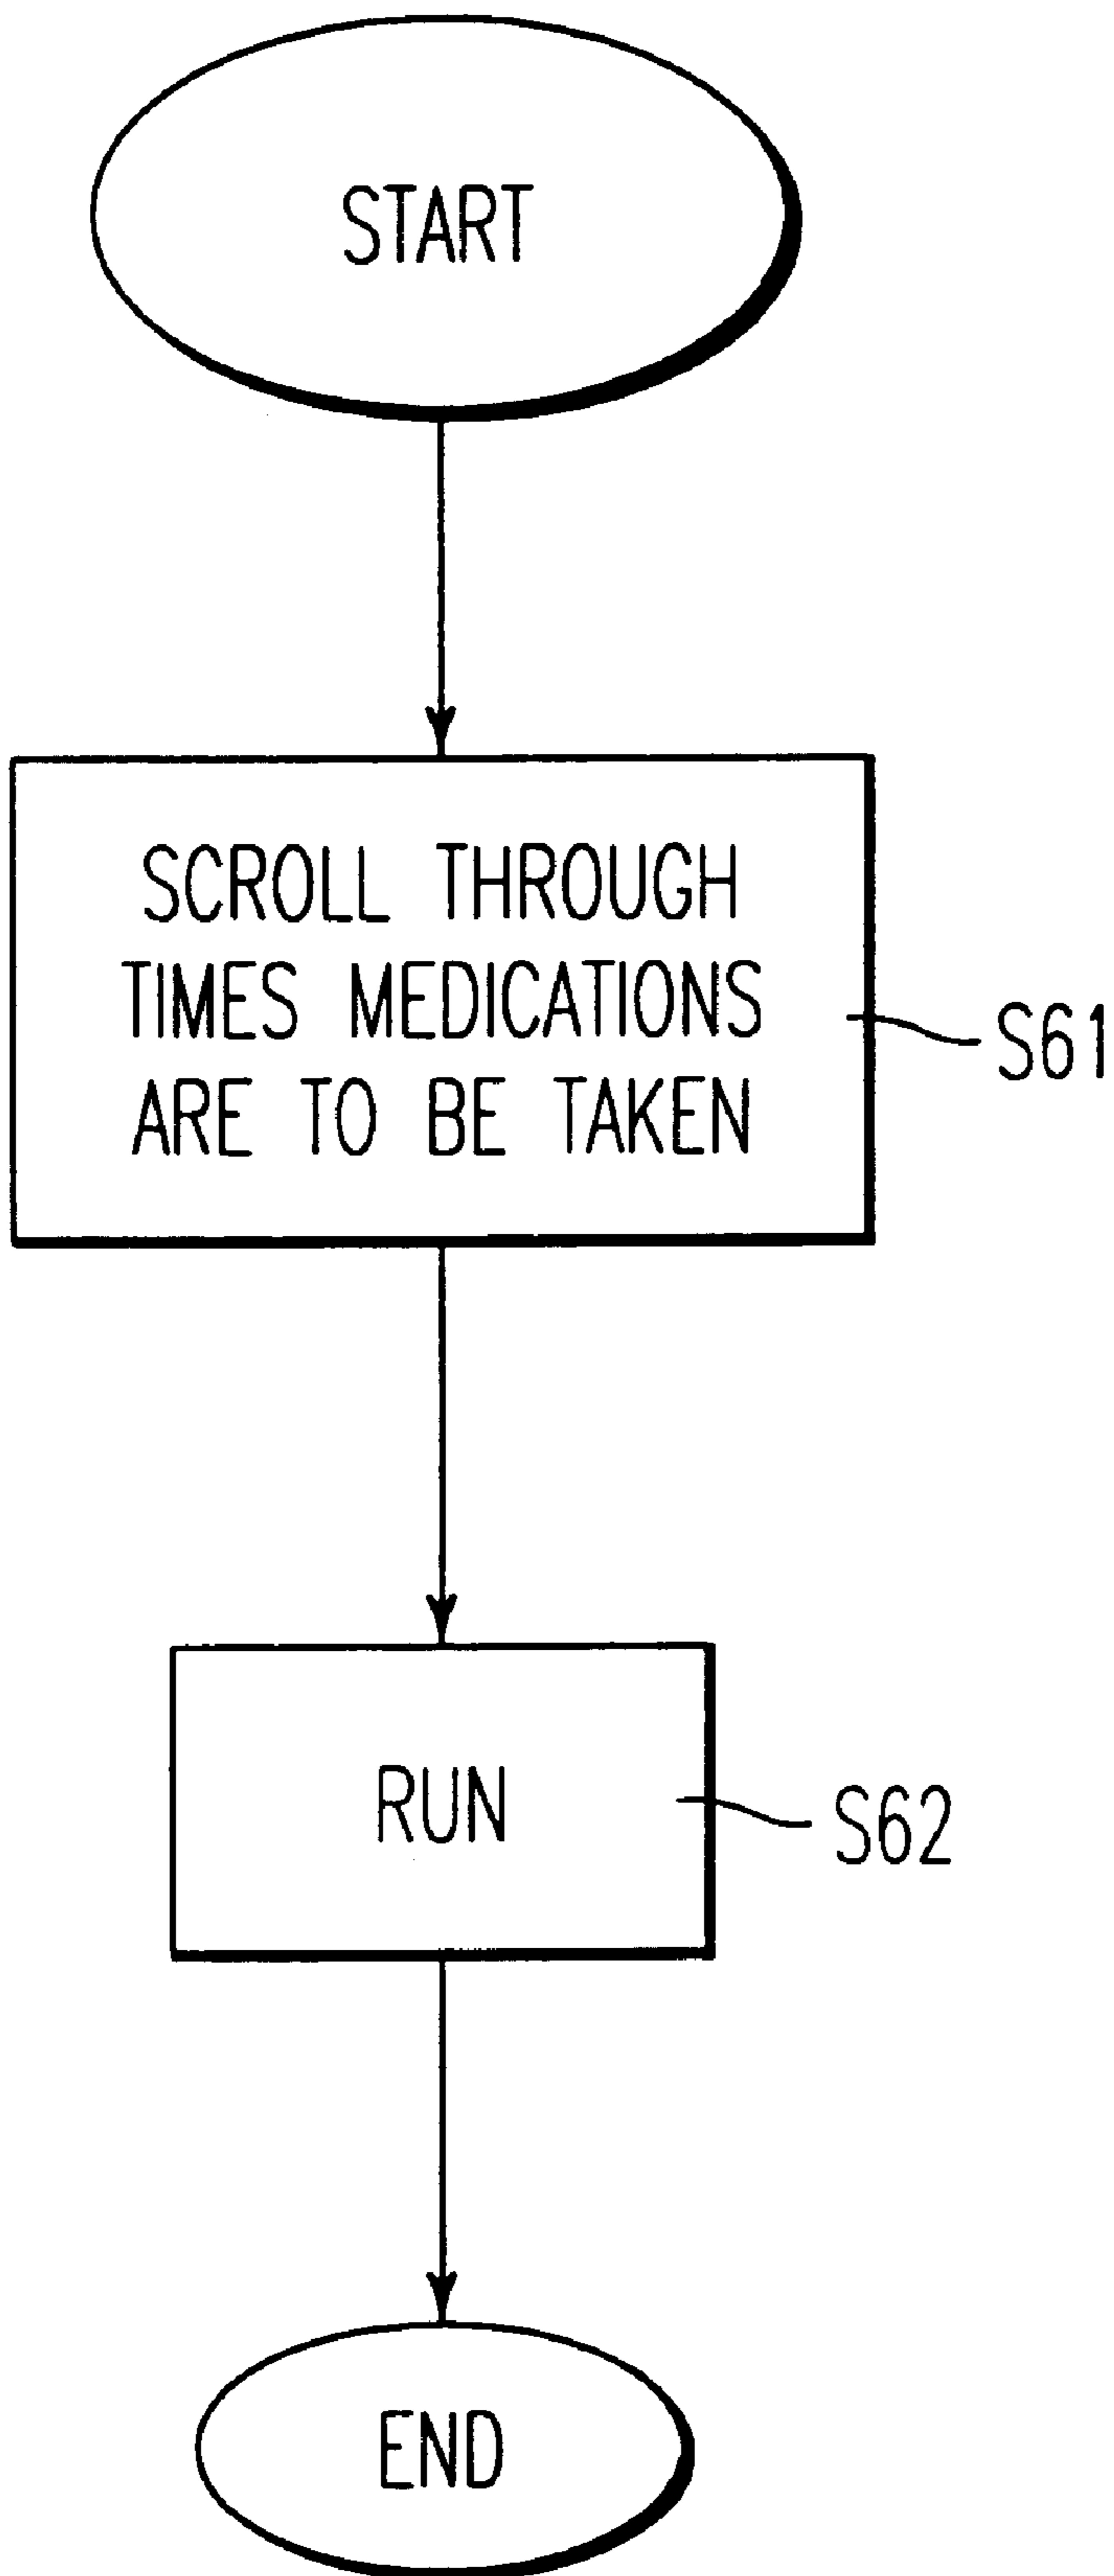 START
SCROLL THROUGH
TIMES MEDICATIONS
ARE TO BE TAKEN
S61
RUN
S62
END